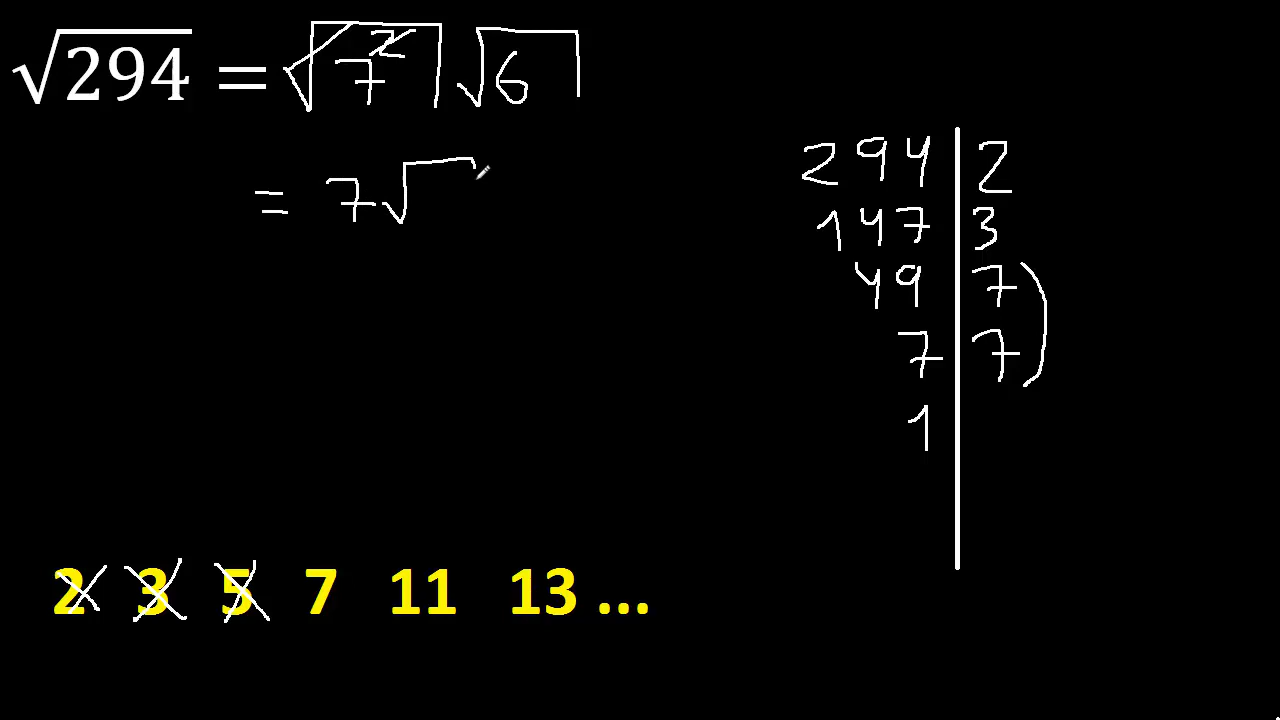 √294 = √7² √6
= 7√
294 | 2
147 | 3
49 | 7
7 | 7
1
2 3 5 7 11 13 ...